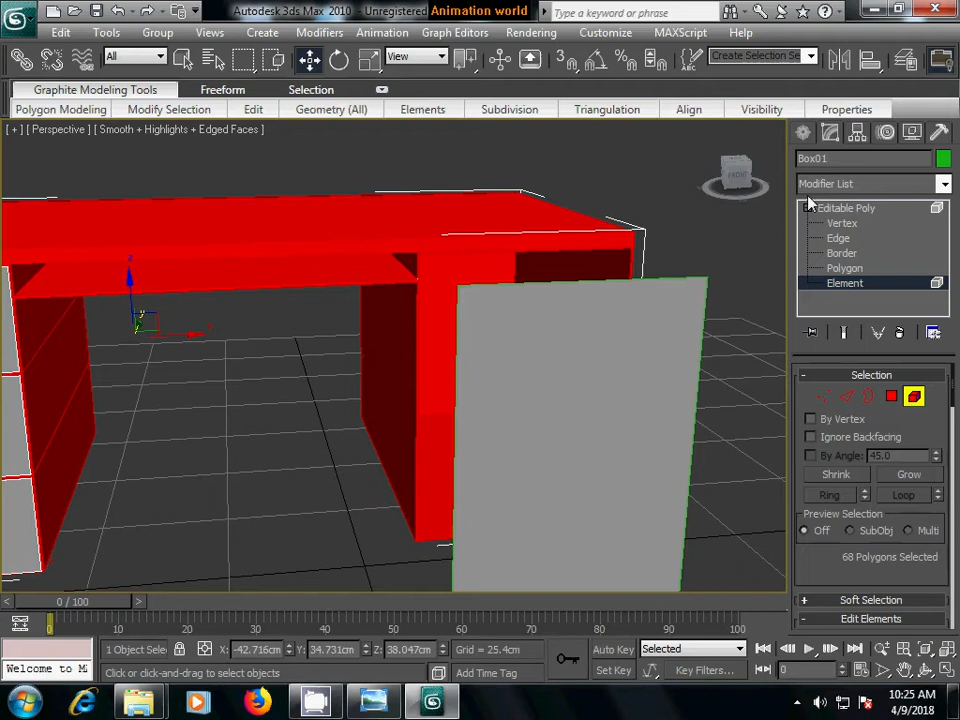 Autodesk 3ds Max 2010 - Unregistered Animation world
Type a keyword or phrase
Edit Tools Group Views Create Modifiers Animation Graph Editors Rendering Customize MAXScript Help
All View Create Selection Se
Graphite Modeling Tools Freeform Selection
Polygon Modeling Modify Selection Edit Geometry (All) Elements Subdivision Triangulation Align Visibility Properties
[ + ] [ Perspective ] [ Smooth + Highlights + Edged Faces ]
FRONT
z
y
Box01
Modifier List
Editable Poly
Vertex
Edge
Border
Polygon
Element
Selection
By Vertex
Ignore Backfacing
By Angle: 45.0
Shrink Grow
Ring Loop
Preview Selection
Off SubObj Multi
68 Polygons Selected
Soft Selection
Edit Elements
< 0 / 100 >
10 20 30 40 50 60 70 80 90 100
1 Object Sele X: -42.716cm Y: 34.731cm Z: 38.047cm Grid = 25.4cm Auto Key Selected
Welcome to M Click or click-and-drag to select objects Add Time Tag Set Key Key Filters... 0
10:25 AM
4/9/2018